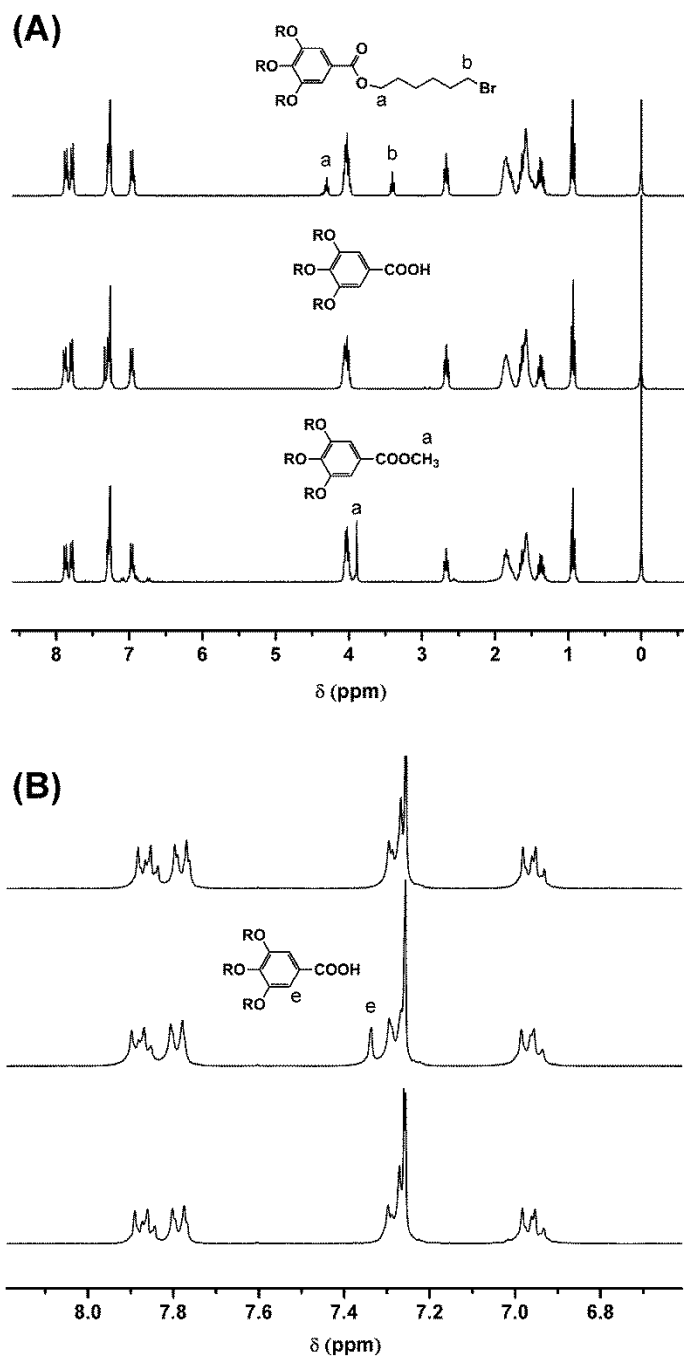 (A)
RO
RO
RO
O
O
a
b
Br
a
b
RO
RO
RO
COOH
RO
RO
RO
COOCH₃
a
a
8 7 6 5 4 3 2 1 0
δ (ppm)
(B)
RO
RO
RO
COOH
e
e
8.0 7.8 7.6 7.4 7.2 7.0 6.8
δ (ppm)